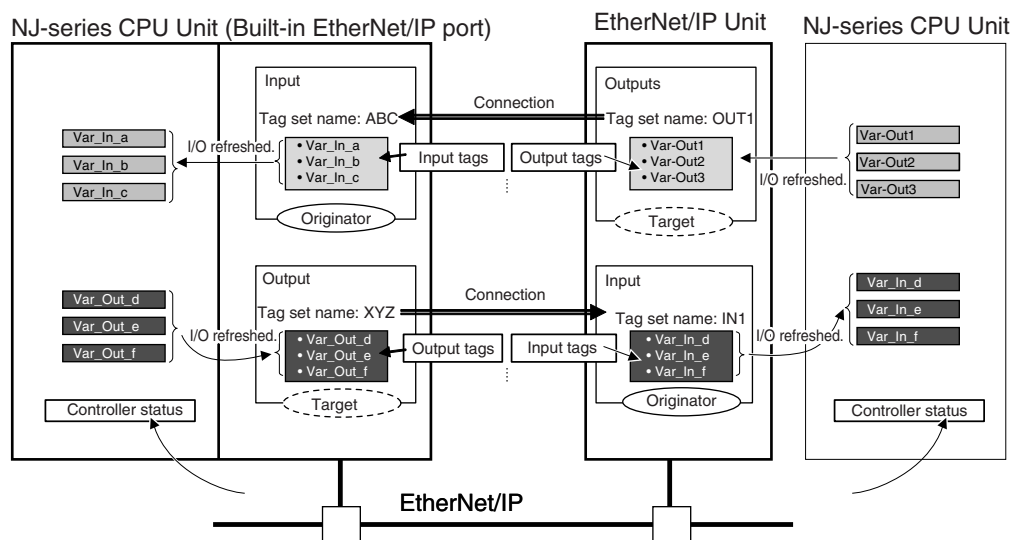 NJ-series CPU Unit (Built-in EtherNet/IP port)
EtherNet/IP Unit
NJ-series CPU Unit
Input
Tag set name: ABC
Connection
Outputs
Tag set name: OUT1
Var_In_a
Var_In_b
Var_In_c
I/O refreshed.
• Var_In_a
• Var_In_b
• Var_In_c
Input tags
Output tags
• Var-Out1
• Var-Out2
• Var-Out3
I/O refreshed.
Var-Out1
Var-Out2
Var-Out3
Originator
Target
Output
Tag set name: XYZ
Connection
Input
Tag set name: IN1
Var_Out_d
Var_Out_e
Var_Out_f
I/O refreshed.
• Var_Out_d
• Var_Out_e
• Var_Out_f
Output tags
Input tags
• Var_In_d
• Var_In_e
• Var_In_f
I/O refreshed.
Var_In_d
Var_In_e
Var_In_f
Target
Originator
Controller status
Controller status
EtherNet/IP